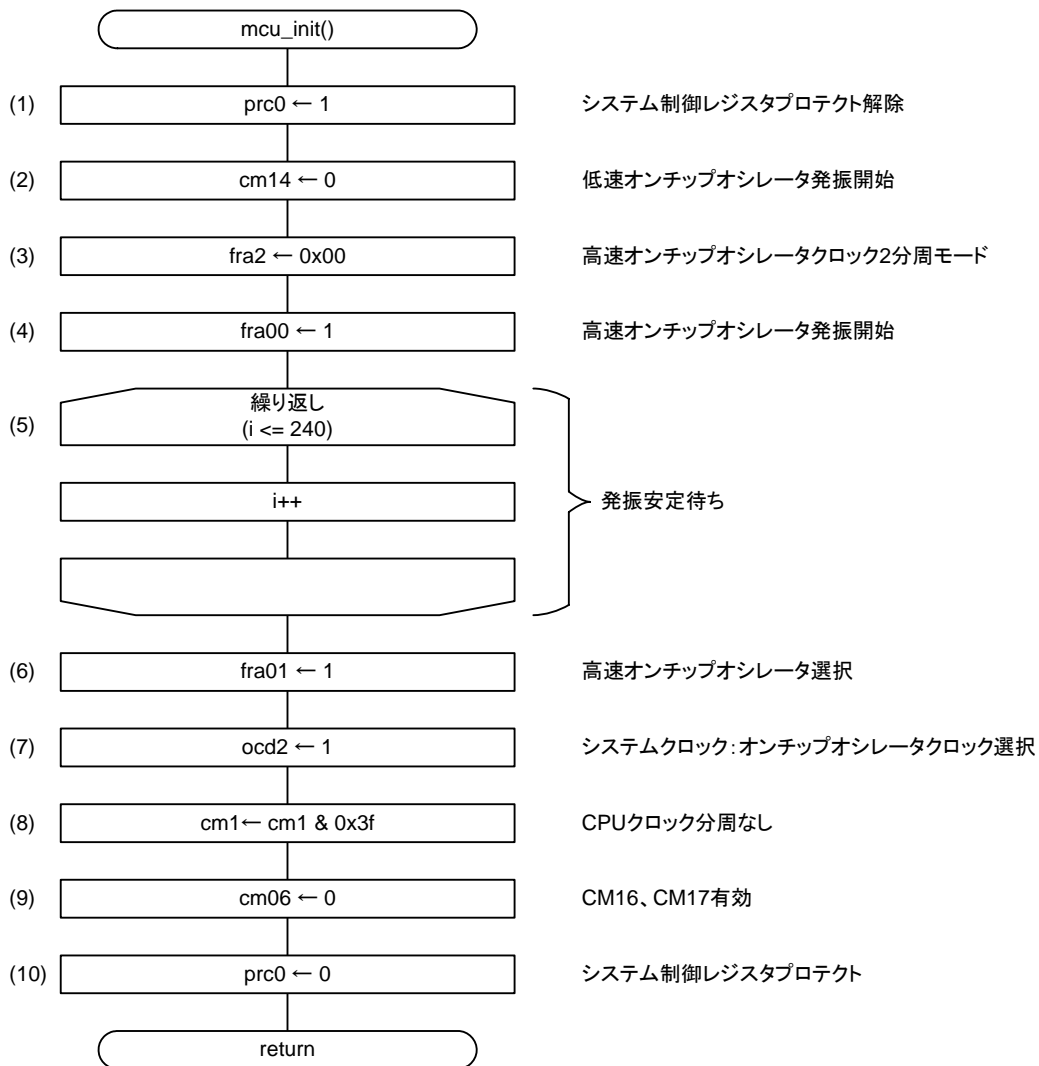 mcu_init()
(1) prc0 ← 1 システム制御レジスタプロテクト解除
(2) cm14 ← 0 低速オンチップオシレータ発振開始
(3) fra2 ← 0x00 高速オンチップオシレータクロック2分周モード
(4) fra00 ← 1 高速オンチップオシレータ発振開始
(5) 繰り返し
(i <= 240)
i++ 発振安定待ち
(6) fra01 ← 1 高速オンチップオシレータ選択
(7) ocd2 ← 1 システムクロック:オンチップオシレータクロック選択
(8) cm1← cm1 & 0x3f CPUクロック分周なし
(9) cm06 ← 0 CM16、CM17有効
(10) prc0 ← 0 システム制御レジスタプロテクト
return